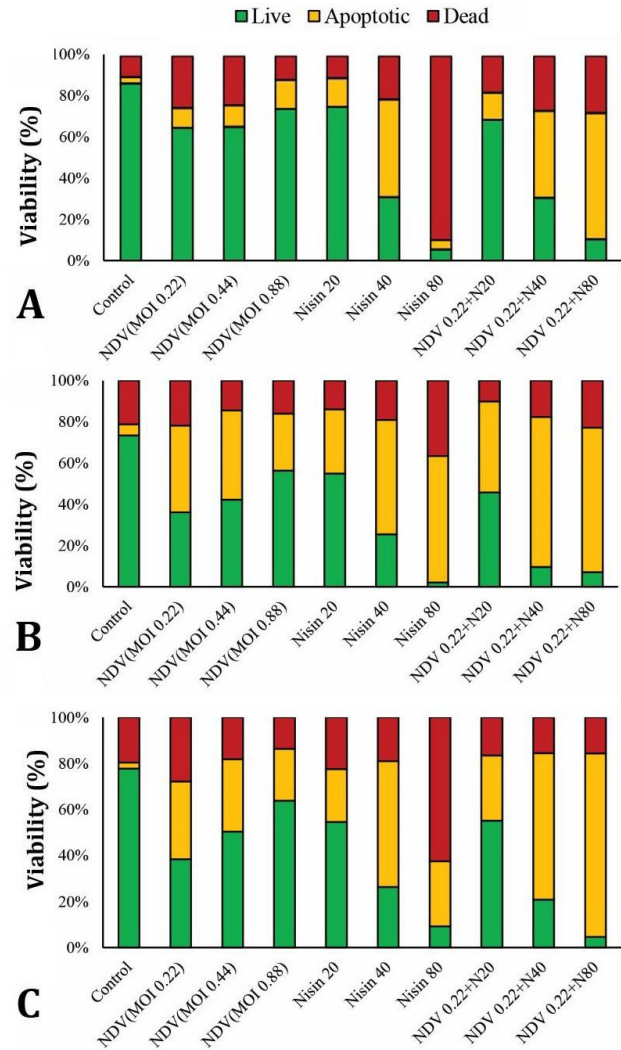 Live Apoptotic Dead
100%
80%
60%
40%
20%
0%
Viability (%)
A
Control
NDV(MOI 0.22)
NDV(MOI 0.44)
NDV(MOI 0.88)
Nisin 20
Nisin 40
Nisin 80
NDV 0.22+N20
NDV 0.22+N40
NDV 0.22+N80
100%
80%
60%
40%
20%
0%
Viability (%)
B
Control
NDV(MOI 0.22)
NDV(MOI 0.44)
NDV(MOI 0.88)
Nisin 20
Nisin 40
Nisin 80
NDV 0.22+N20
NDV 0.22+N40
NDV 0.22+N80
100%
80%
60%
40%
20%
0%
Viability (%)
C
Control
NDV(MOI 0.22)
NDV(MOI 0.44)
NDV(MOI 0.88)
Nisin 20
Nisin 40
Nisin 80
NDV 0.22+N20
NDV 0.22+N40
NDV 0.22+N80